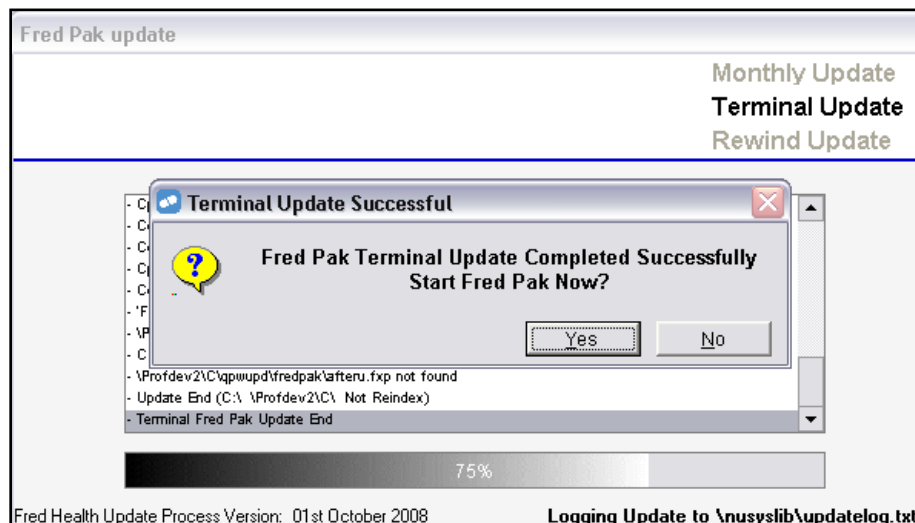 Fred Pak update
Monthly Update
Terminal Update
Rewind Update
Terminal Update Successful
Fred Pak Terminal Update Completed Successfully
Start Fred Pak Now?
Yes
No
- \Profdev2\C\qpwupd\fredpak\afteru.fxp not found
- Update End (C:\ \Profdev2\C\ Not Reindex)
- Terminal Fred Pak Update End
75%
Fred Health Update Process Version: 01st October 2008
Logging Update to \nusyslib\updatelog.txt